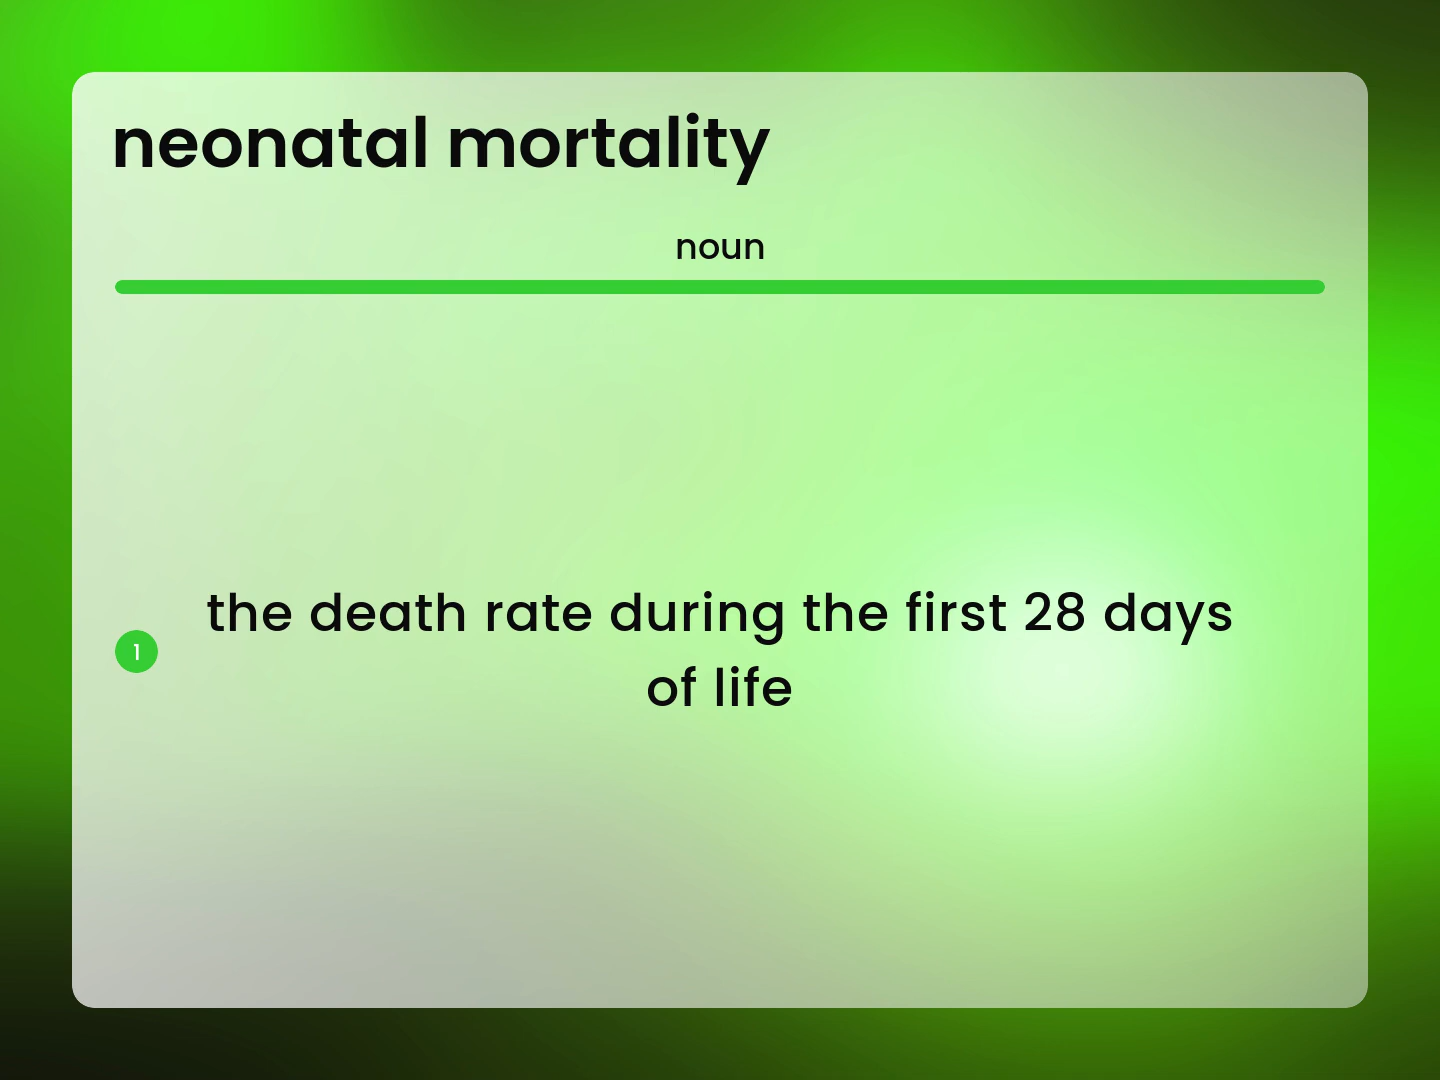 neonatal mortality
noun
1
the death rate during the first 28 days
of life